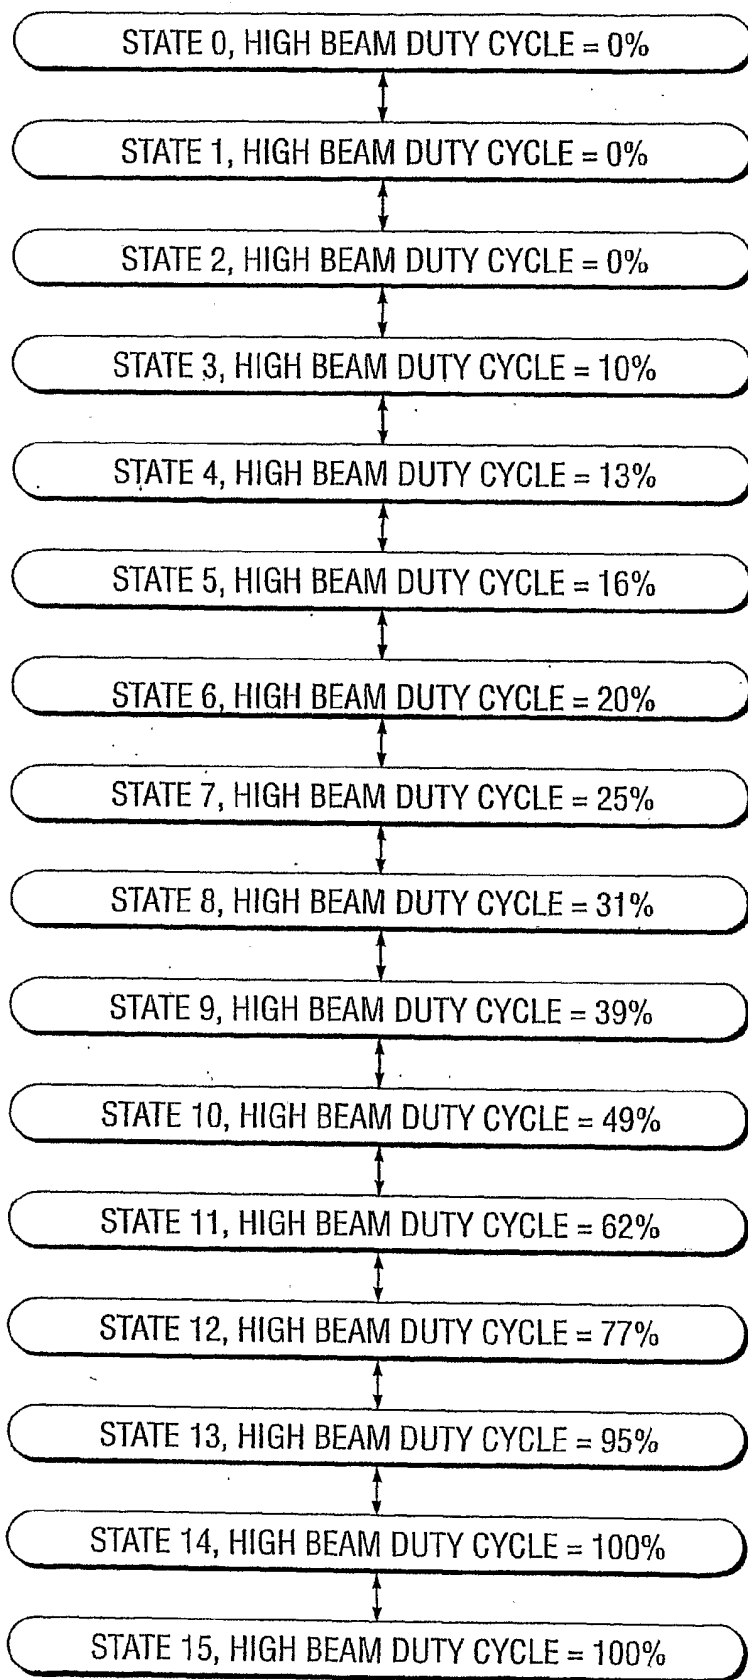 STATE 0, HIGH BEAM DUTY CYCLE = 0%
STATE 1, HIGH BEAM DUTY CYCLE = 0%
STATE 2, HIGH BEAM DUTY CYCLE = 0%
STATE 3, HIGH BEAM DUTY CYCLE = 10%
STATE 4, HIGH BEAM DUTY CYCLE = 13%
STATE 5, HIGH BEAM DUTY CYCLE = 16%
STATE 6, HIGH BEAM DUTY CYCLE = 20%
STATE 7, HIGH BEAM DUTY CYCLE = 25%
STATE 8, HIGH BEAM DUTY CYCLE = 31%
STATE 9, HIGH BEAM DUTY CYCLE = 39%
STATE 10, HIGH BEAM DUTY CYCLE = 49%
STATE 11, HIGH BEAM DUTY CYCLE = 62%
STATE 12, HIGH BEAM DUTY CYCLE = 77%
STATE 13, HIGH BEAM DUTY CYCLE = 95%
STATE 14, HIGH BEAM DUTY CYCLE = 100%
STATE 15, HIGH BEAM DUTY CYCLE = 100%